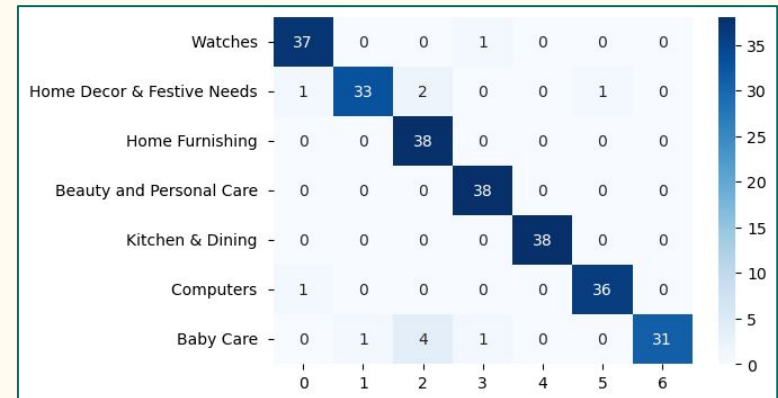 Watches 37 0 0 1 0 0 0
Home Decor & Festive Needs 1 33 2 0 0 1 0
Home Furnishing 0 0 38 0 0 0 0
Beauty and Personal Care 0 0 0 38 0 0 0
Kitchen & Dining 0 0 0 0 38 0 0
Computers 1 0 0 0 0 36 0
Baby Care 0 1 4 1 0 0 31
0 1 2 3 4 5 6
35
30
25
20
15
10
5
0